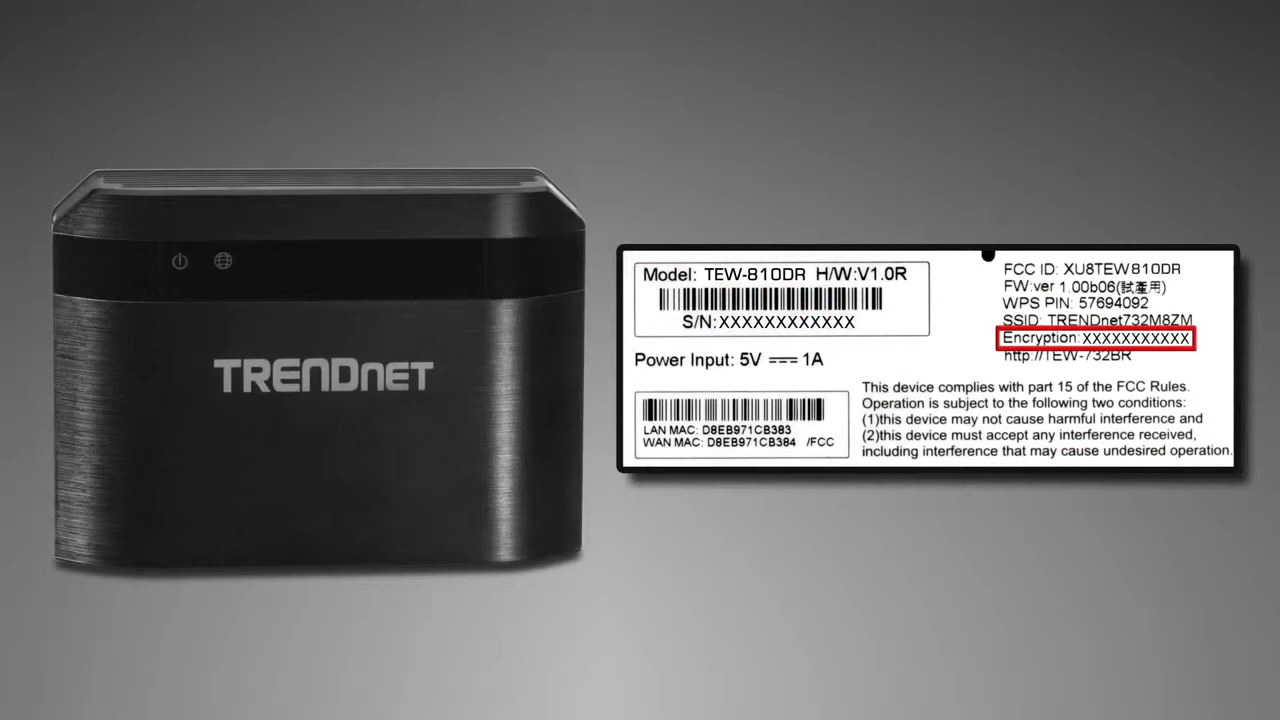 TRENDNET
Model: TEW-810DR H/W:V1.0R
S/N:XXXXXXXXXXXX
Power Input: 5V 1A
LAN MAC: D8EB971CB383
WAN MAC: D8EB971CB384 /FCC
FCC ID: XU8TEW810DR
FW:ver 1.00b06(試產用)
WPS PIN: 57694092
SSID: TRENDnet732M8ZM
Encryption:XXXXXXXXXXX
http://TEW-732BR
This device complies with part 15 of the FCC Rules.
Operation is subject to the following two conditions:
(1)this device may not cause harmful interference and
(2)this device must accept any interference received,
including interference that may cause undesired operation.